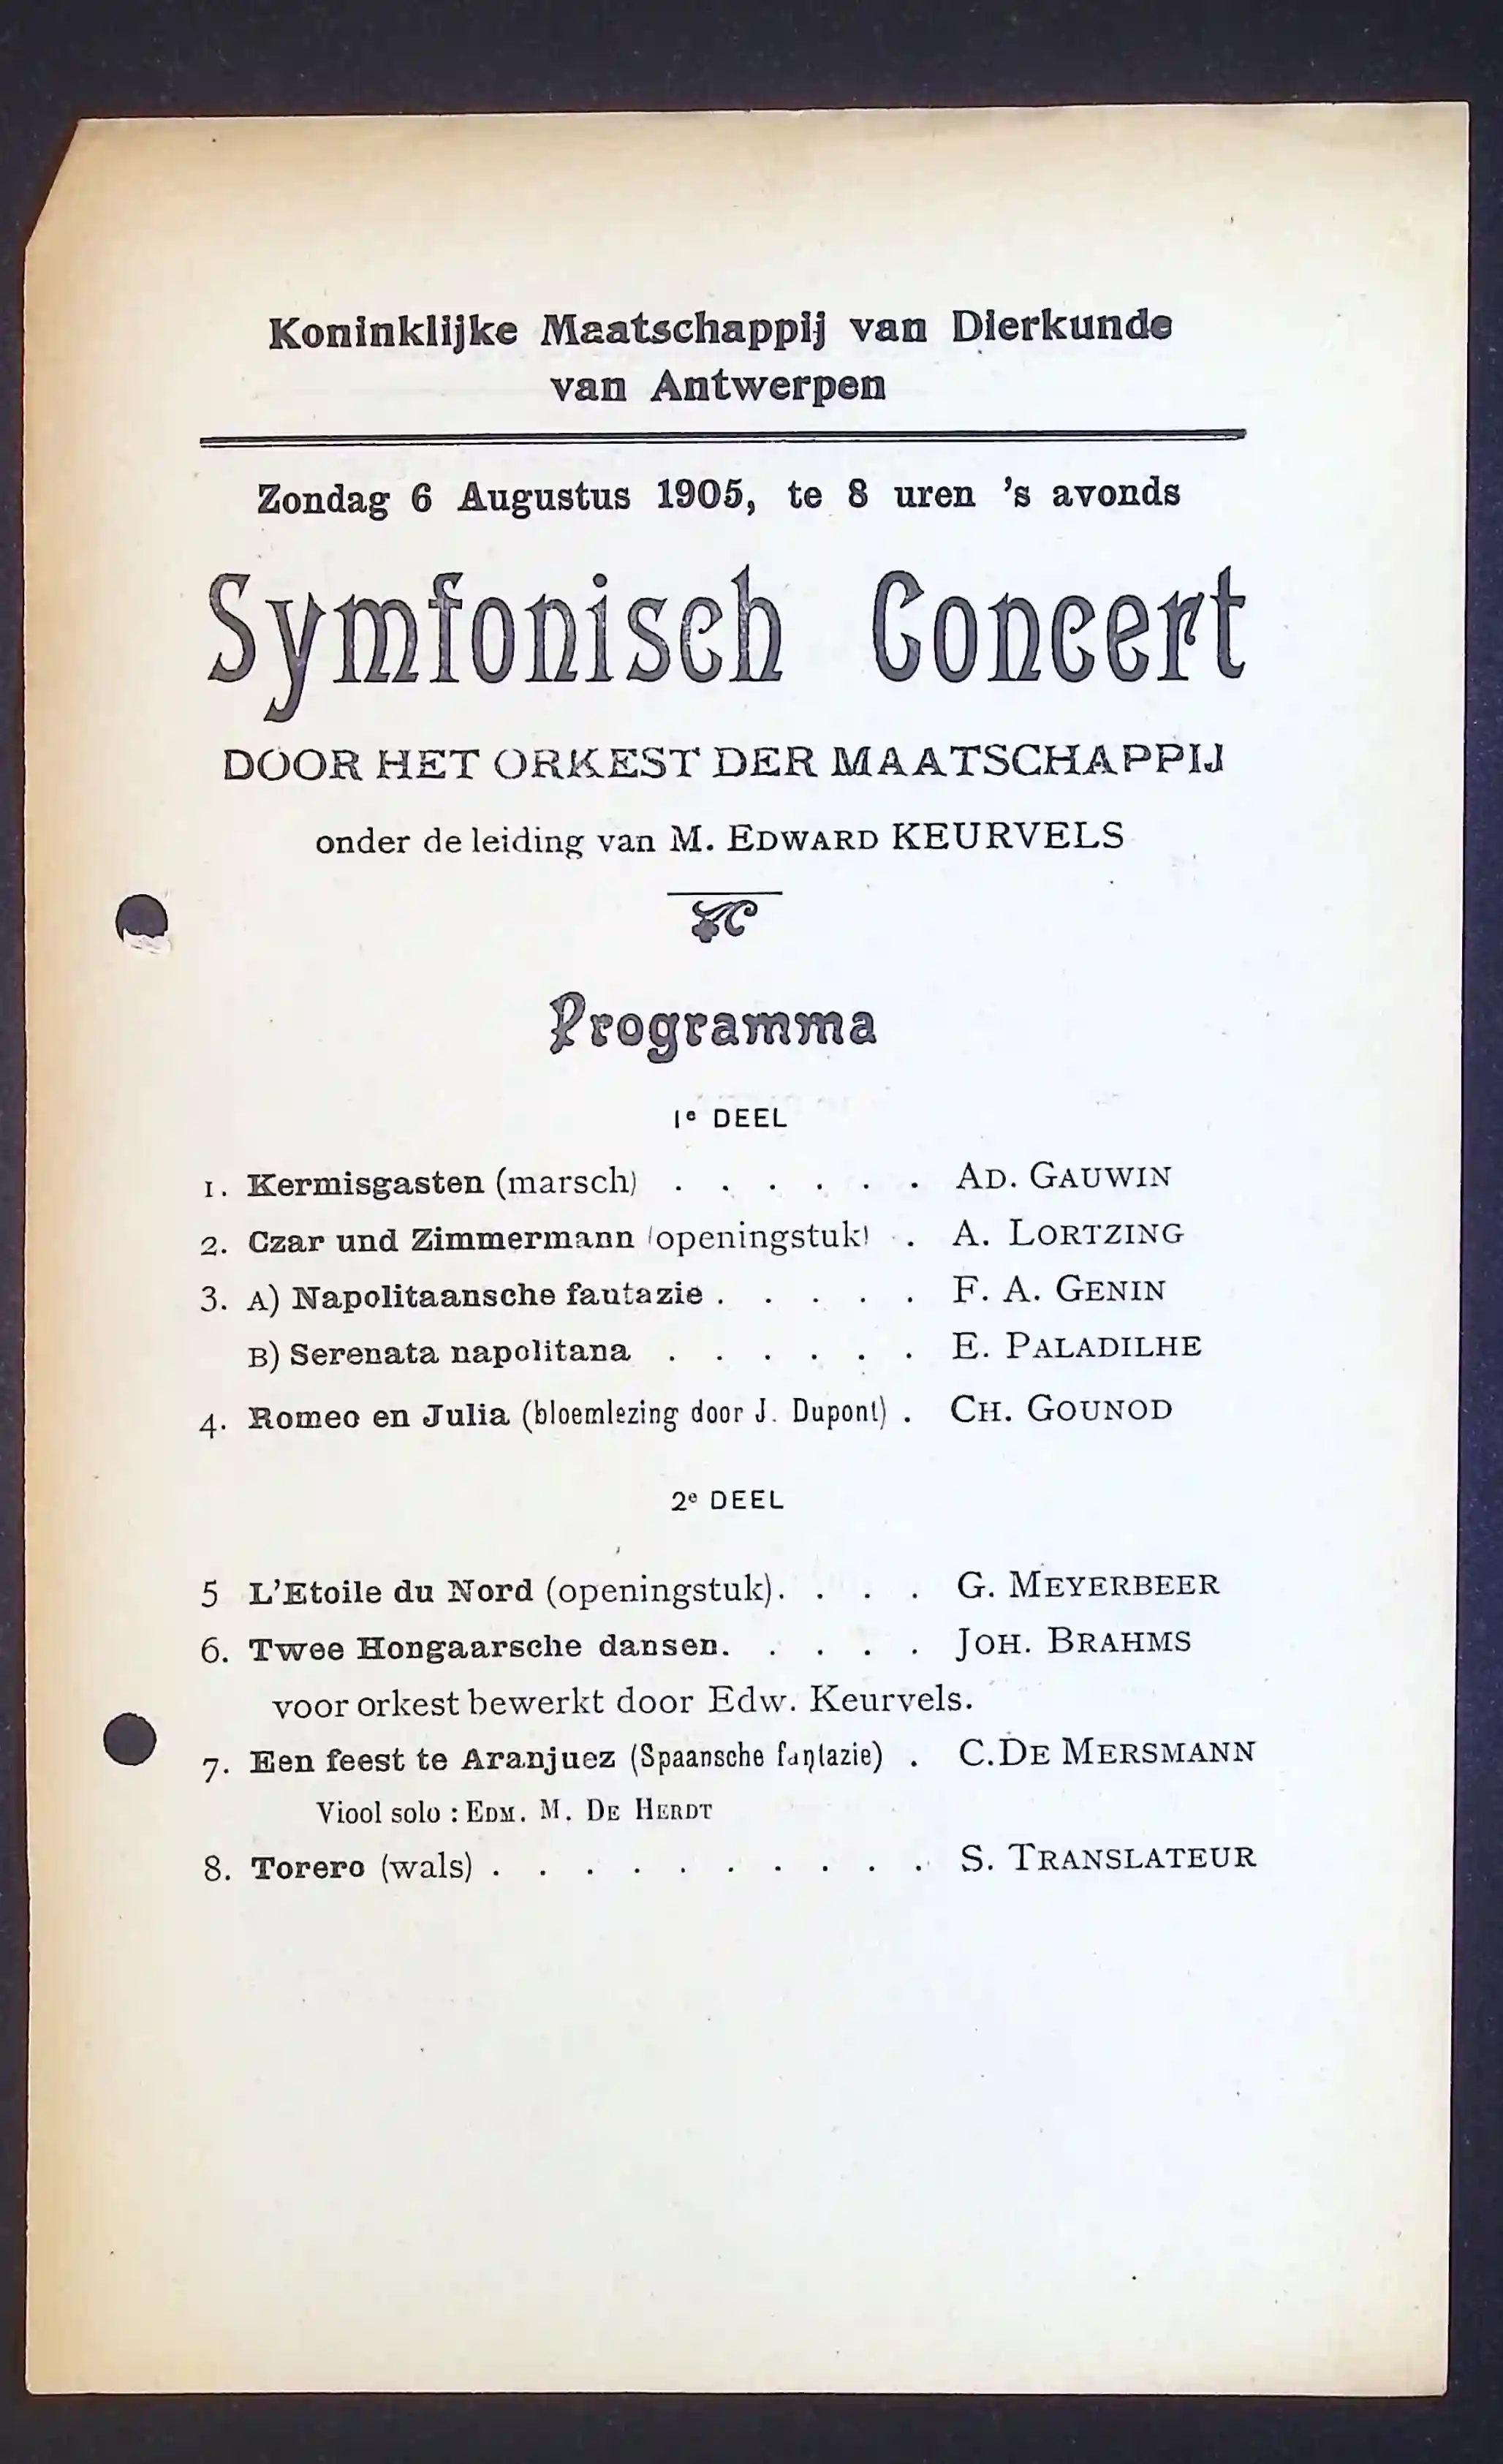 Koninklijke Maatschappij van Dierkunde
van Antwerpen
Zondag 6 Augustus 1905, te 8 uren 's avonds
Symfonisch Concert
DOOR HET ORKEST DER MAATSCHAPPIJ
onder de leiding van M. EDWARD KEURVELS
Programma
1e DEEL
1. Kermisgasten (marsch) . . . . . . AD. GAUWIN
2. Czar und Zimmermann (openingstuk) . . A. LORTZING
3. A) Napolitaansche fantazie . . . . . F. A. GENIN
B) Serenata napolitana . . . . . . E. PALADILHE
4. Romeo en Julia (bloemlezing door J. Dupont) . CH. GOUNOD
2e DEEL
5 L'Etoile du Nord (openingstuk). . . . G. MEYERBEER
6. Twee Hongaarsche dansen. . . . . JOH. BRAHMS
voor orkest bewerkt door Edw. Keurvels.
7. Een feest te Aranjuez (Spaansche fantazie) . C. DE MERSMANN
Viool solo : EDM. M. DE HERDT
8. Torero (wals) . . . . . . . . . . S. TRANSLATEUR